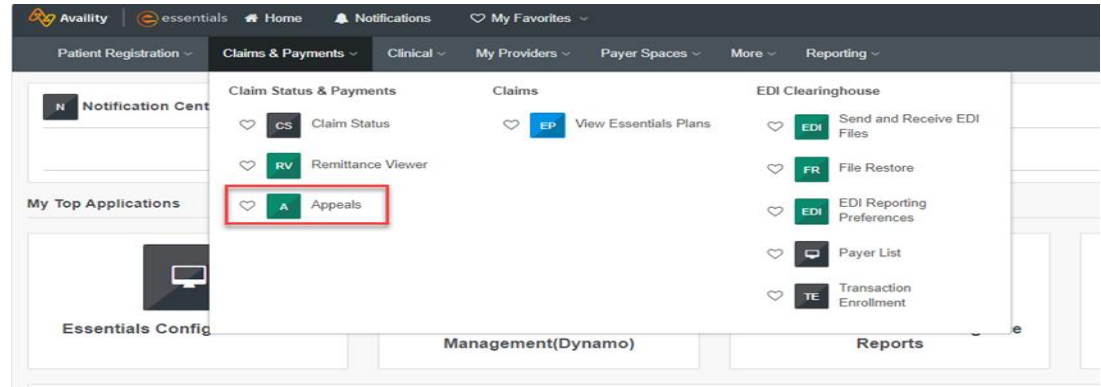 Availity essentials Home Notifications My Favorites
Patient Registration Claims & Payments Clinical My Providers Payer Spaces More Reporting
N Notification Cent
Claim Status & Payments
CS Claim Status
RV Remittance Viewer
A Appeals
Claims
EP View Essentials Plans
EDI Clearinghouse
EDI Send and Receive EDI
Files
FR File Restore
EDI EDI Reporting
Preferences
Payer List
TE Transaction
Enrollment
My Top Applications
Essentials Config
Management(Dynamo)
Reports